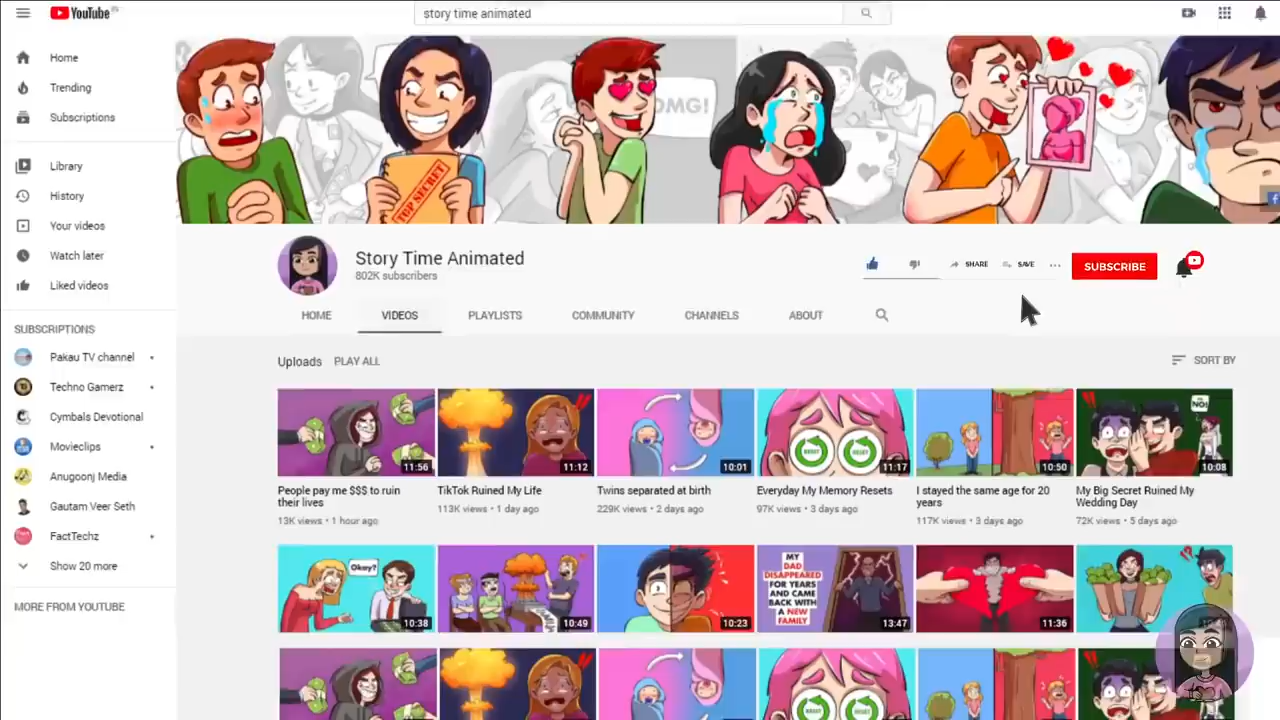 YouTube
story time animated
Home
Trending
Subscriptions
Library
History
Your videos
Watch later
Liked videos
SUBSCRIPTIONS
Pakau TV channel
Techno Gamerz
Cymbals Devotional
Movieclips
Anugoonj Media
Gautam Veer Seth
FactTechz
Show 20 more
MORE FROM YOUTUBE
OMG!
TOP SECRET
Story Time Animated
802K subscribers
SHARE
SAVE
SUBSCRIBE
HOME
VIDEOS
PLAYLISTS
COMMUNITY
CHANNELS
ABOUT
Uploads
PLAY ALL
SORT BY
11:56
11:12
10:01
RESET
RESET
11:17
10:50
NO!
10:08
People pay me $$$ to ruin
their lives
13K views • 1 hour ago
TikTok Ruined My Life
113K views • 1 day ago
Twins separated at birth
229K views • 2 days ago
Everyday My Memory Resets
97K views • 3 days ago
I stayed the same age for 20
years
117K views • 3 days ago
My Big Secret Ruined My
Wedding Day
72K views • 5 days ago
Okay?
10:38
10:49
10:23
MY
DAD
DISAPPEARED
FOR YEARS
AND CAME
BACK WITH
A NEW
FAMILY
13:47
11:36
RESET
RESET